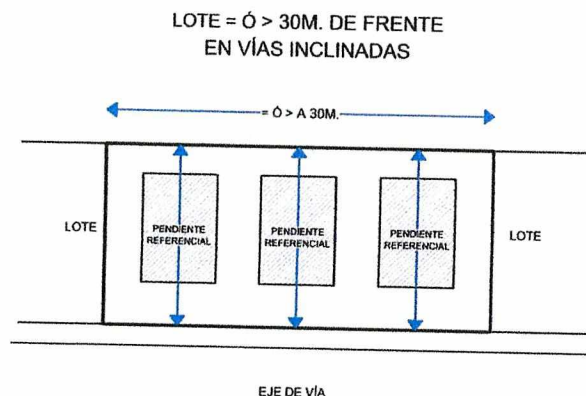 LOTE = Ó > 30M. DE FRENTE
EN VÍAS INCLINADAS
= Ó > A 30M.
LOTE
PENDIENTE
REFERENCIAL
PENDIENTE
REFERENCIAL
PENDIENTE
REFERENCIAL
LOTE
EJE DE VÍA